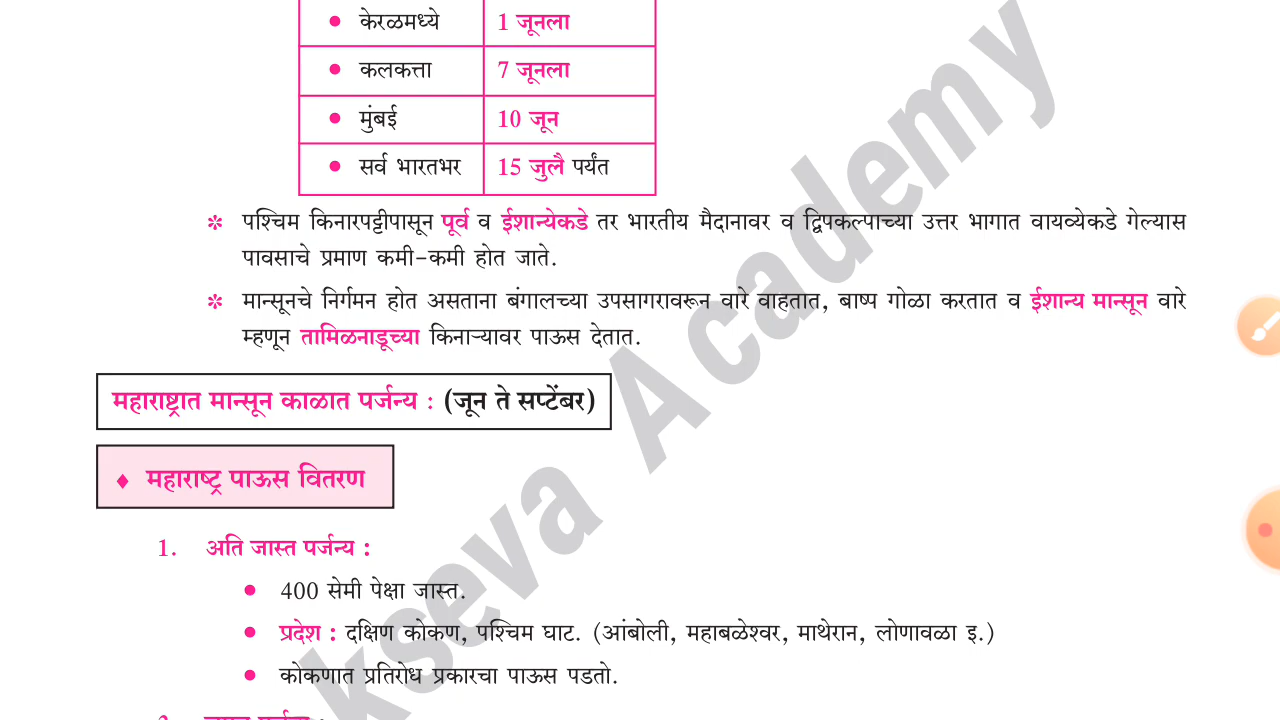 • केरळमध्ये 1 जूनला
• कलकत्ता 7 जूनला
• मुंबई 10 जून
• सर्व भारतभर 15 जुलै पर्यंत
✽ पश्चिम किनारपट्टीपासून पूर्व व ईशान्येकडे तर भारतीय मैदानावर व द्विपकल्पाच्या उत्तर भागात वायव्येकडे गेल्यास
पावसाचे प्रमाण कमी-कमी होत जाते.
✽ मान्सूनचे निर्गमन होत असताना बंगालच्या उपसागरावरून वारे वाहतात, बाष्प गोळा करतात व ईशान्य मान्सून वारे
म्हणून तामिळनाडूच्या किनाऱ्यावर पाऊस देतात.
महाराष्ट्रात मान्सून काळात पर्जन्य : (जून ते सप्टेंबर)
♦ महाराष्ट्र पाऊस वितरण
1. अति जास्त पर्जन्य :
• 400 सेमी पेक्षा जास्त.
• प्रदेश : दक्षिण कोकण, पश्चिम घाट. (आंबोली, महाबळेश्वर, माथेरान, लोणावळा इ.)
• कोकणात प्रतिरोध प्रकारचा पाऊस पडतो.
kseva Academy